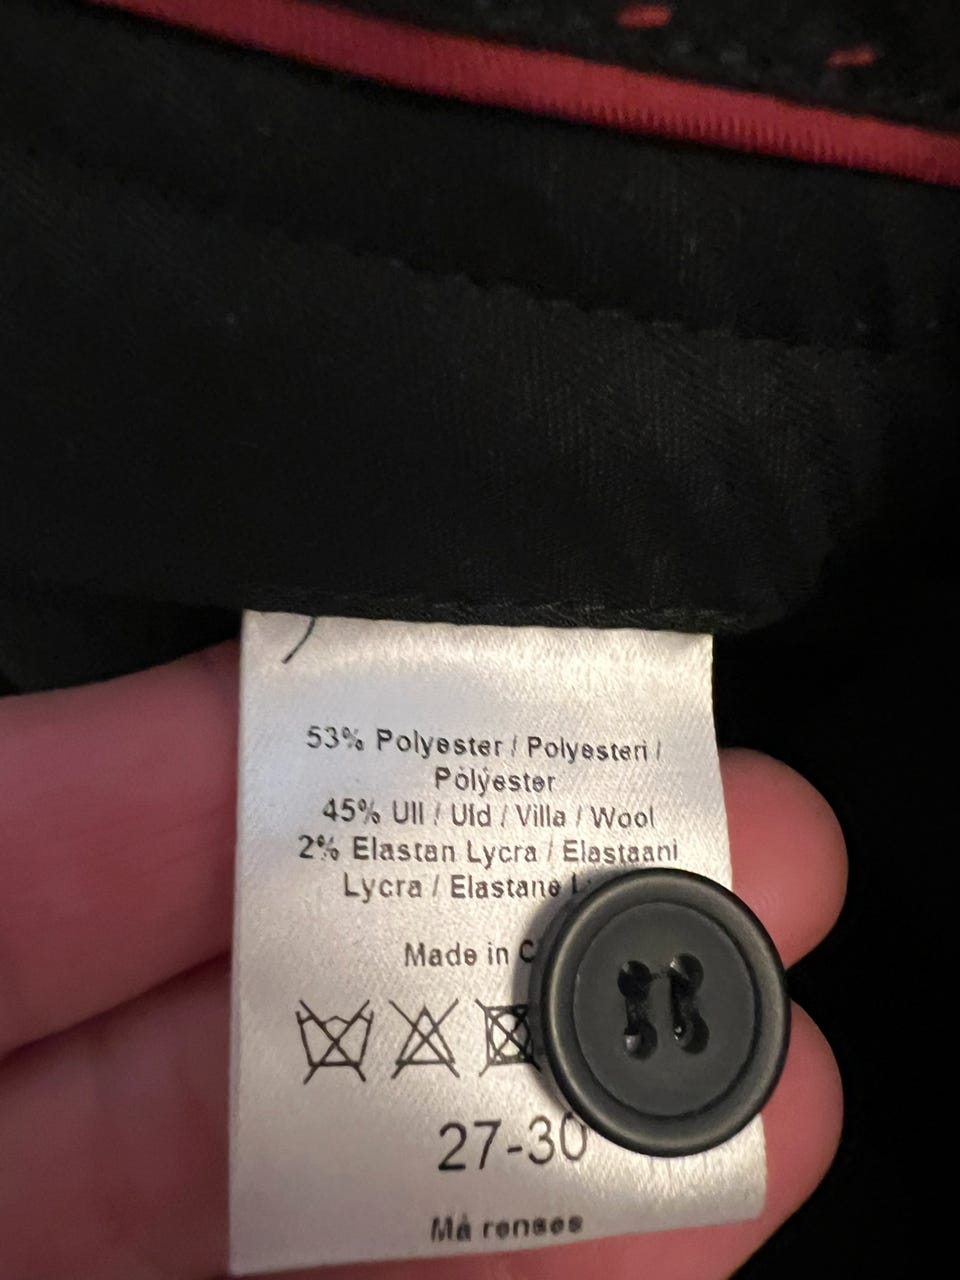 53% Polyester / Polyesteri /
Pólýester
45% Ull / Uld / Villa / Wool
2% Elastan Lycra / Elastaani
Lycra / Elastane
Made in
27-30
Må renses